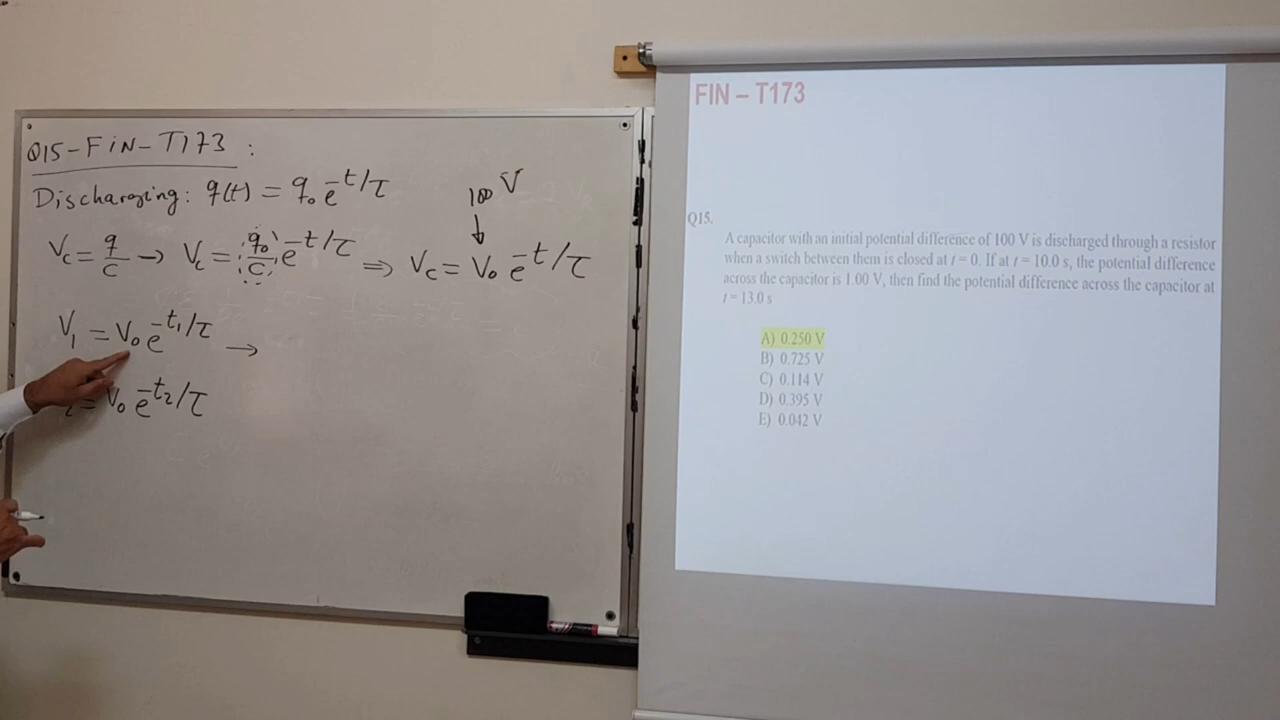 Q15-FiN-T173 :
Discharging: q(t) = q₀ e^-t/τ
100 V
V_C = q/C → V_C = q₀/C e^-t/τ ⇒ V_C = V₀ e^-t/τ
V₁ = V₀ e^-t₁/τ →
= V₀ e^-t₂/τ
FIN – T173
Q15.
A capacitor with an initial potential difference of 100 V is discharged through a resistor
when a switch between them is closed at t = 0. If at t = 10.0 s, the potential difference
across the capacitor is 1.00 V, then find the potential difference across the capacitor at
t = 13.0 s
A) 0.250 V
B) 0.725 V
C) 0.114 V
D) 0.395 V
E) 0.042 V